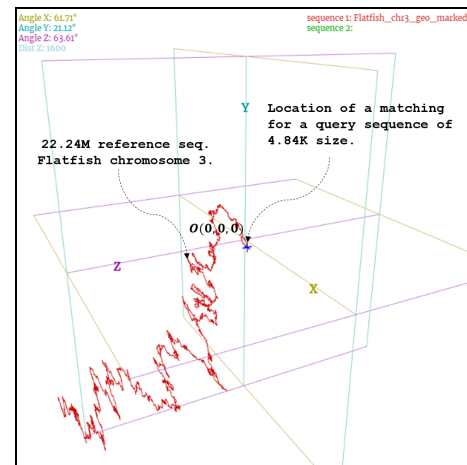 Angle X: 61.71°
Angle Y: 21.12°
Angle Z: 63.61°
Dist Z: 1600
sequence 1: Flatfish_chr3_geo_marked
sequence 2:
Y
Location of a matching
for a query sequence of
4.84K size.
22.24M reference seq.
Flatfish chromosome 3.
O(0,0,0)
Z
X